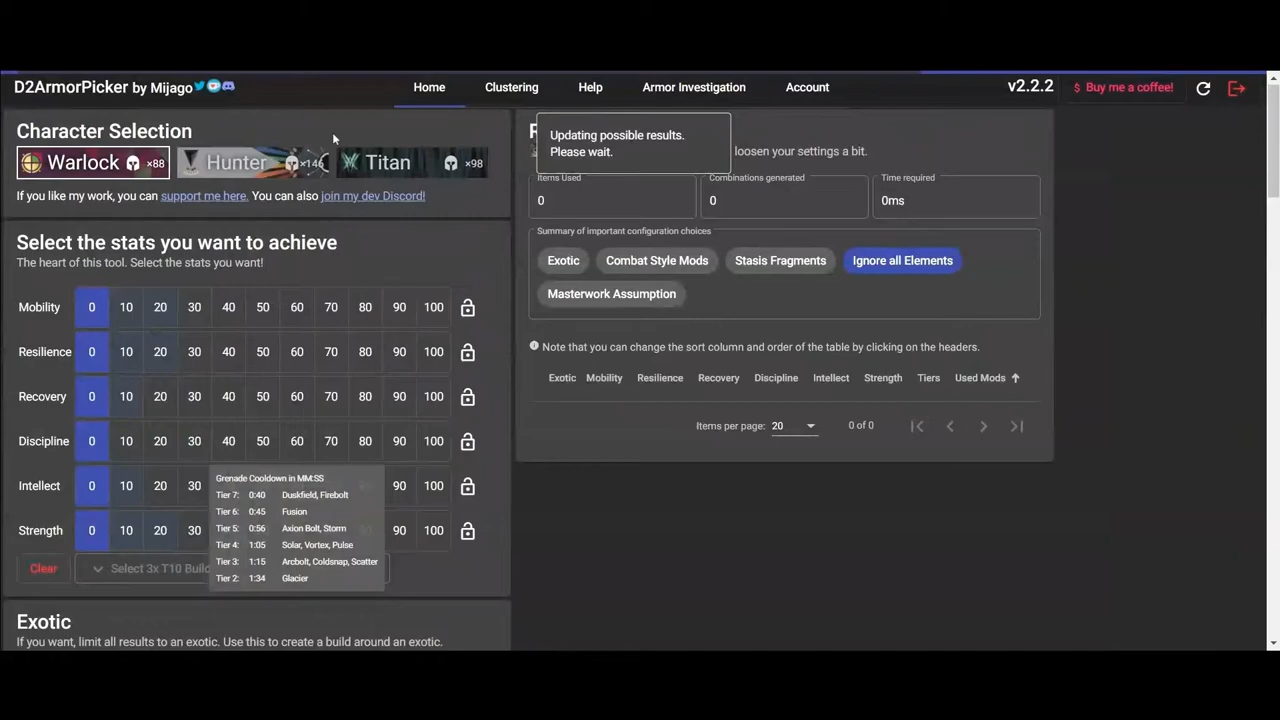 D2ArmorPicker by Mijago
Home
Clustering
Help
Armor Investigation
Account
v2.2.2
$ Buy me a coffee!
Character Selection
Warlock ×88
Hunter ×146
Titan ×98
If you like my work, you can support me here. You can also join my dev Discord!
Updating possible results.
Please wait.
loosen your settings a bit.
Items Used
0
Combinations generated
0
Time required
0ms
Summary of important configuration choices
Exotic
Combat Style Mods
Stasis Fragments
Ignore all Elements
Masterwork Assumption
Note that you can change the sort column and order of the table by clicking on the headers.
Exotic Mobility Resilience Recovery Discipline Intellect Strength Tiers Used Mods
Items per page: 20
0 of 0
Select the stats you want to achieve
The heart of this tool. Select the stats you want!
Mobility 0 10 20 30 40 50 60 70 80 90 100
Resilience 0 10 20 30 40 50 60 70 80 90 100
Recovery 0 10 20 30 40 50 60 70 80 90 100
Discipline 0 10 20 30 40 50 60 70 80 90 100
Intellect 0 10 20 30 90 100
Strength 0 10 20 30 90 100
Grenade Cooldown in MM:SS
Tier 7: 0:40 Duskfield, Firebolt
Tier 6: 0:45 Fusion
Tier 5: 0:56 Axion Bolt, Storm
Tier 4: 1:05 Solar, Vortex, Pulse
Tier 3: 1:15 Arcbolt, Coldsnap, Scatter
Tier 2: 1:34 Glacier
Clear
Select 3x T10 Build
Exotic
If you want, limit all results to an exotic. Use this to create a build around an exotic.